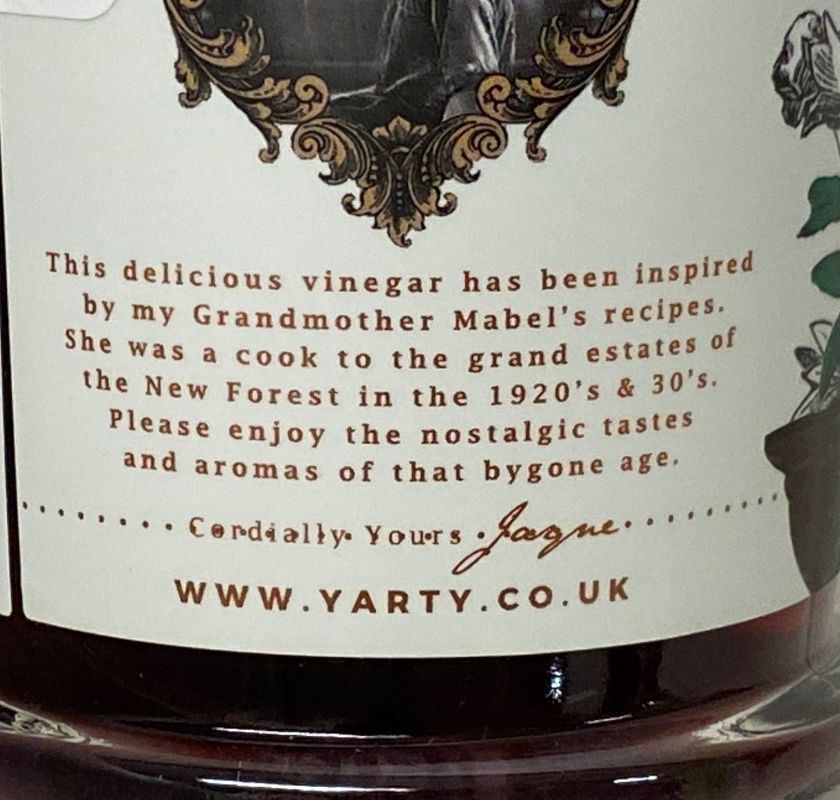 This delicious vinegar has been inspired
by my Grandmother Mabel's recipes.
She was a cook to the grand estates of
the New Forest in the 1920's & 30's.
Please enjoy the nostalgic tastes
and aromas of that bygone age.
Cordially Yours Jayne
WWW.YARTY.CO.UK